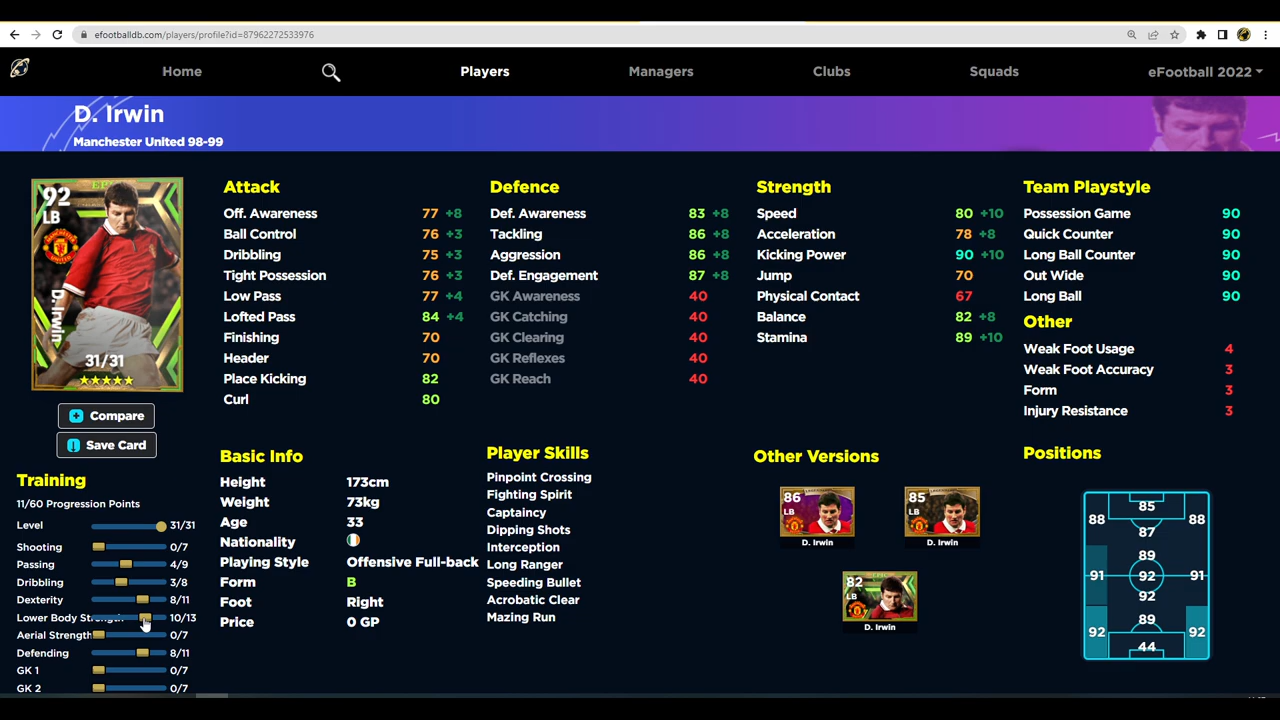 efootballdb.com/players/profile?id=87962272533976
Home Players Managers Clubs Squads eFootball 2022
D. Irwin
Manchester United 98-99
92
LB
D. Irwin
31/31
Compare
Save Card
Attack
Off. Awareness 77 +8
Ball Control 76 +3
Dribbling 75 +3
Tight Possession 76 +3
Low Pass 77 +4
Lofted Pass 84 +4
Finishing 70
Header 70
Place Kicking 82
Curl 80
Defence
Def. Awareness 83 +8
Tackling 86 +8
Aggression 86 +8
Def. Engagement 87 +8
GK Awareness 40
GK Catching 40
GK Clearing 40
GK Reflexes 40
GK Reach 40
Strength
Speed 80 +10
Acceleration 78 +8
Kicking Power 90 +10
Jump 70
Physical Contact 67
Balance 82 +8
Stamina 89 +10
Team Playstyle
Possession Game 90
Quick Counter 90
Long Ball Counter 90
Out Wide 90
Long Ball 90
Other
Weak Foot Usage 4
Weak Foot Accuracy 3
Form 3
Injury Resistance 3
Training
11/60 Progression Points
Level 31/31
Shooting 0/7
Passing 4/9
Dribbling 3/8
Dexterity 8/11
Lower Body Strength 10/13
Aerial Strength 0/7
Defending 8/11
GK 1 0/7
GK 2 0/7
Basic Info
Height 173cm
Weight 73kg
Age 33
Nationality
Playing Style Offensive Full-back
Form B
Foot Right
Price 0 GP
Player Skills
Pinpoint Crossing
Fighting Spirit
Captaincy
Dipping Shots
Interception
Long Ranger
Speeding Bullet
Acrobatic Clear
Mazing Run
Other Versions
86
LB
D. Irwin
85
LB
D. Irwin
82
LB
D. Irwin
Positions
85
88 88
87
89
91 92 91
92
89
92 92
44